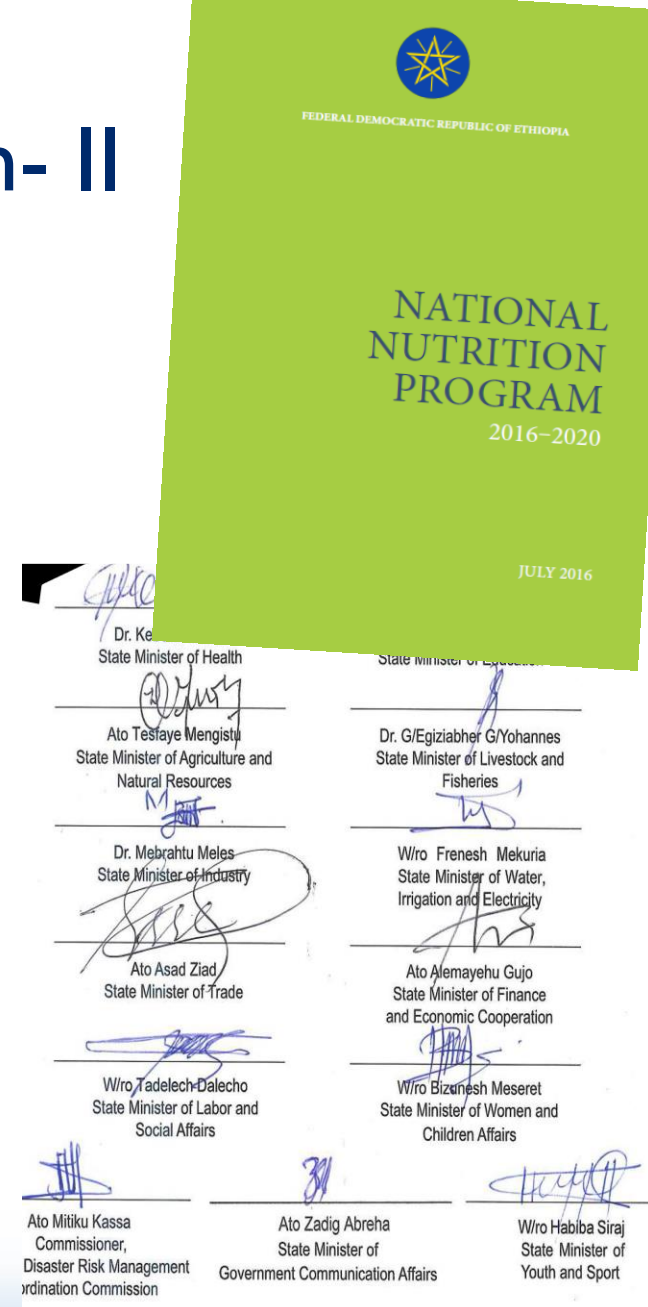 n- II
FEDERAL DEMOCRATIC REPUBLIC OF ETHIOPIA
NATIONAL
NUTRITION
PROGRAM
2016–2020
JULY 2016
Dr. Ke
State Minister of Health
State Minister of Education
Ato Tesfaye Mengistu
State Minister of Agriculture and
Natural Resources
Dr. G/Egiziabher G/Yohannes
State Minister of Livestock and
Fisheries
Dr. Mebrahtu Meles
State Minister of Industry
W/ro Frenesh Mekuria
State Minister of Water,
Irrigation and Electricity
Ato Asad Ziad
State Minister of Trade
Ato Alemayehu Gujo
State Minister of Finance
and Economic Cooperation
W/ro Tadelech Dalecho
State Minister of Labor and
Social Affairs
W/ro Bizunesh Meseret
State Minister of Women and
Children Affairs
Ato Mitiku Kassa
Commissioner,
Disaster Risk Management
ordination Commission
Ato Zadig Abreha
State Minister of
Government Communication Affairs
W/ro Habiba Siraj
State Minister of
Youth and Sport